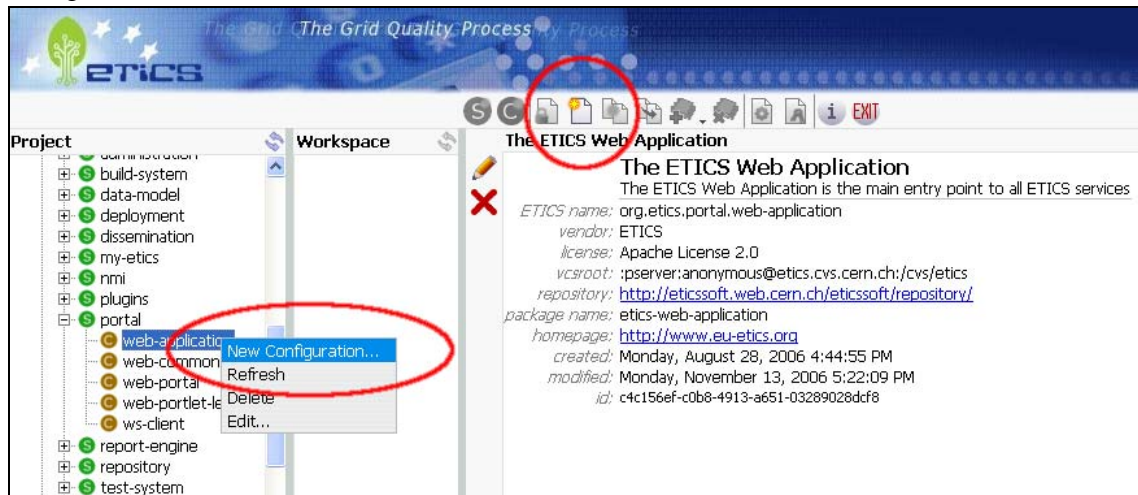 The Grid Quality Process
eTICS
S C i EXIT
Project
Workspace
The ETICS Web Application
administration
S build-system
S data-model
S deployment
S dissemination
S my-etics
S nmi
S plugins
S portal
C web-application
C web-common
C web-portal
C web-portlet-le
C ws-client
S report-engine
S repository
S test-system
New Configuration...
Refresh
Delete
Edit...
The ETICS Web Application
The ETICS Web Application is the main entry point to all ETICS services
ETICS name: org.etics.portal.web-application
vendor: ETICS
license: Apache License 2.0
vcsroot: :pserver:anonymous@etics.cvs.cern.ch:/cvs/etics
repository: http://eticssoft.web.cern.ch/eticssoft/repository/
package name: etics-web-application
homepage: http://www.eu-etics.org
created: Monday, August 28, 2006 4:44:55 PM
modified: Monday, November 13, 2006 5:22:09 PM
id: c4c156ef-c0b8-4913-a651-03289028dcf8